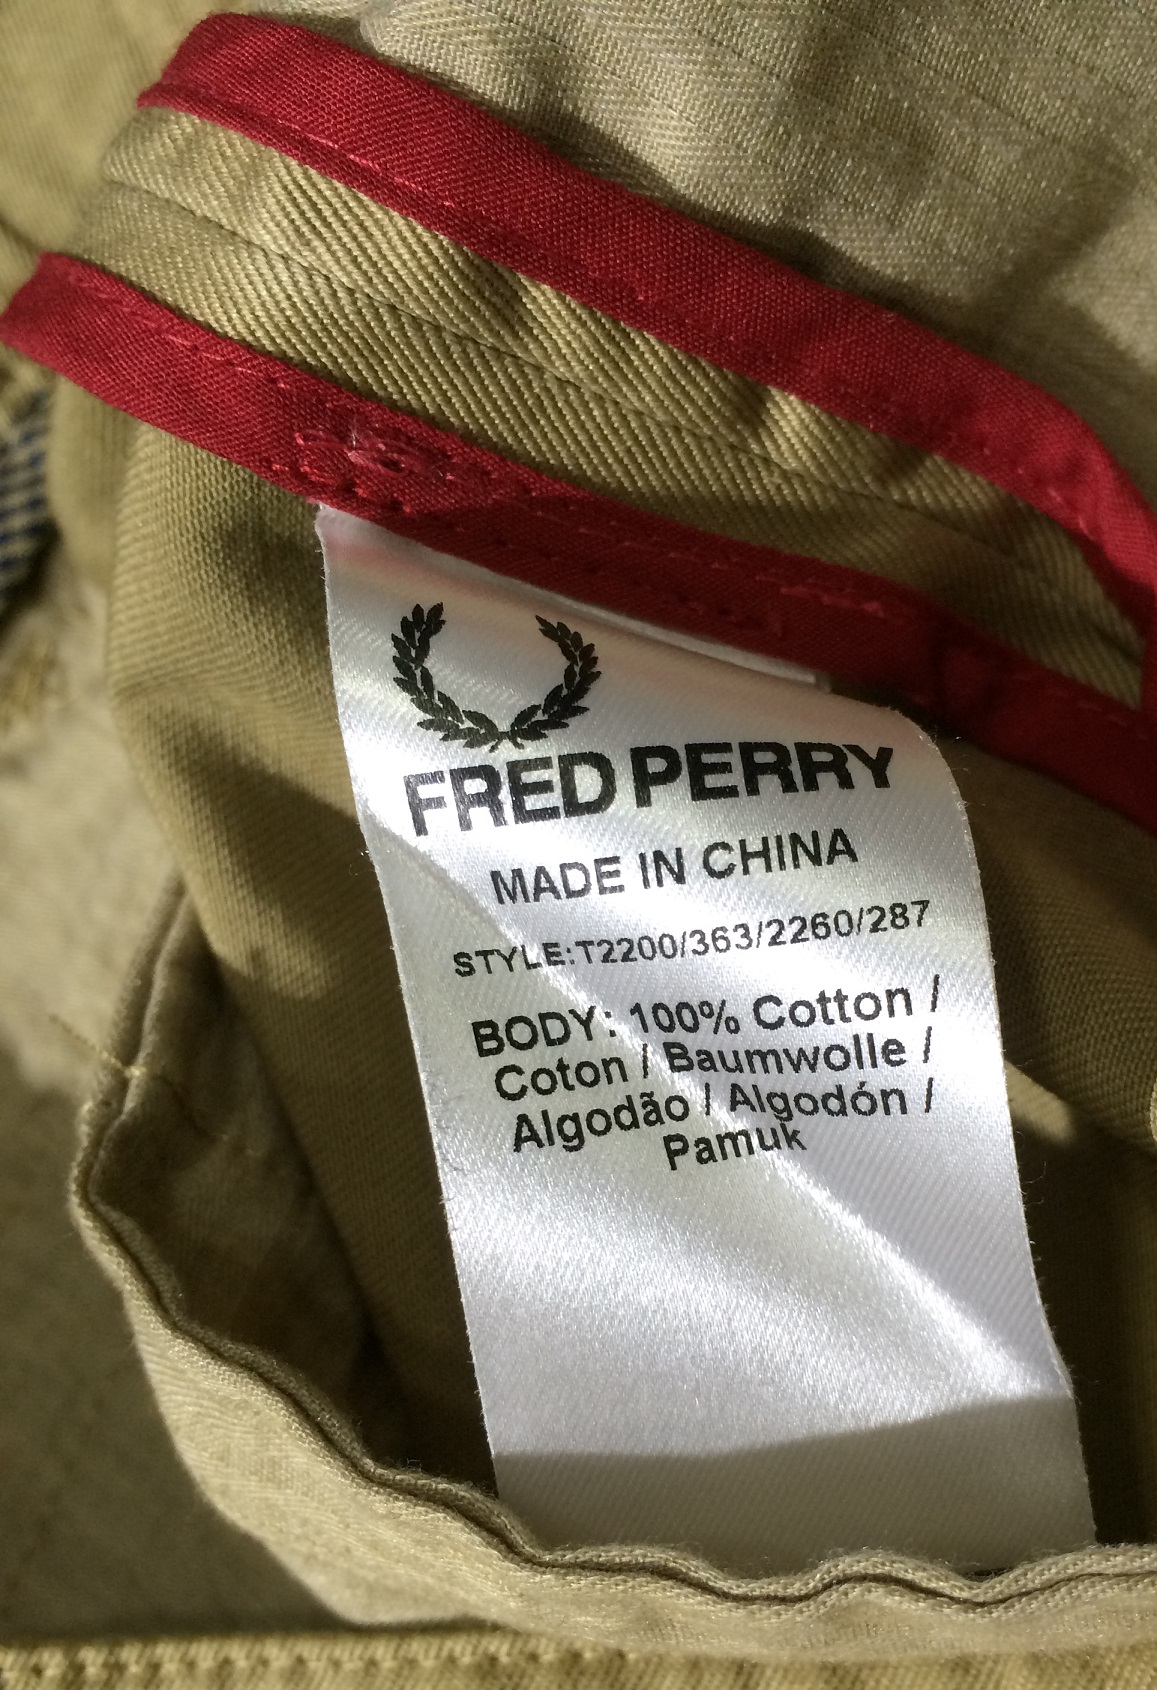 FRED PERRY
MADE IN CHINA
STYLE:T2200/363/2260/287
BODY: 100% Cotton /
Coton / Baumwolle /
Algodão / Algodón /
Pamuk